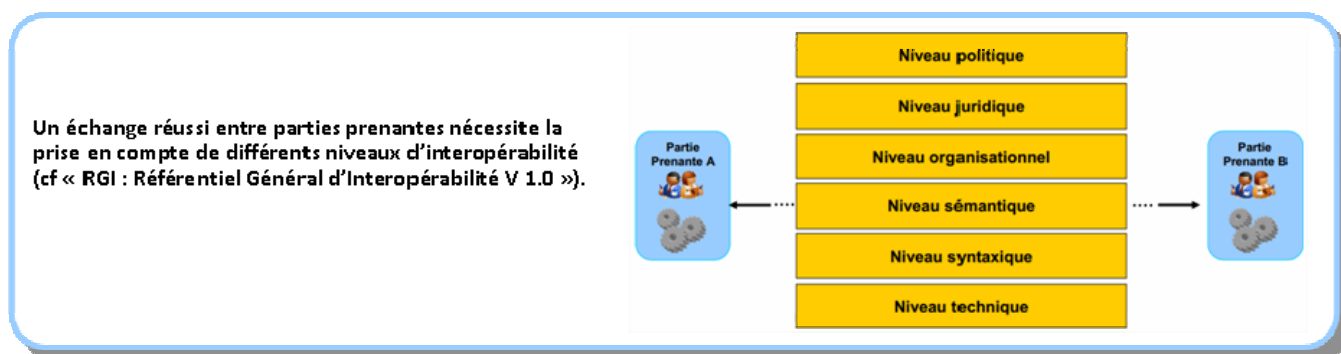 Un échange réussi entre parties prenantes nécessite la
prise en compte de différents niveaux d'interopérabilité
(cf « RGI : Référentiel Général d'Interopérabilité V 1.0 »).
Partie
Prenante A
Niveau politique
Niveau juridique
Niveau organisationnel
Niveau sémantique
Niveau syntaxique
Niveau technique
Partie
Prenante B